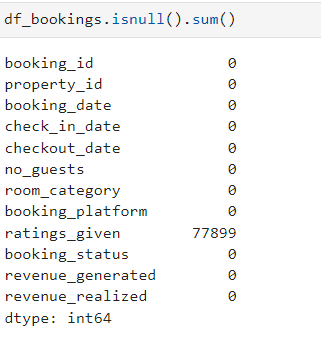 df_bookings.isnull().sum()
booking_id 0
property_id 0
booking_date 0
check_in_date 0
checkout_date 0
no_guests 0
room_category 0
booking_platform 0
ratings_given 77899
booking_status 0
revenue_generated 0
revenue_realized 0
dtype: int64